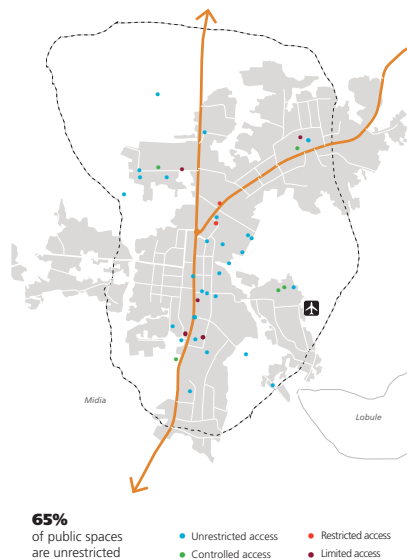 Midia
Lobule
65%
of public spaces
are unrestricted
Unrestricted access
Controlled access
Restricted access
Limited access